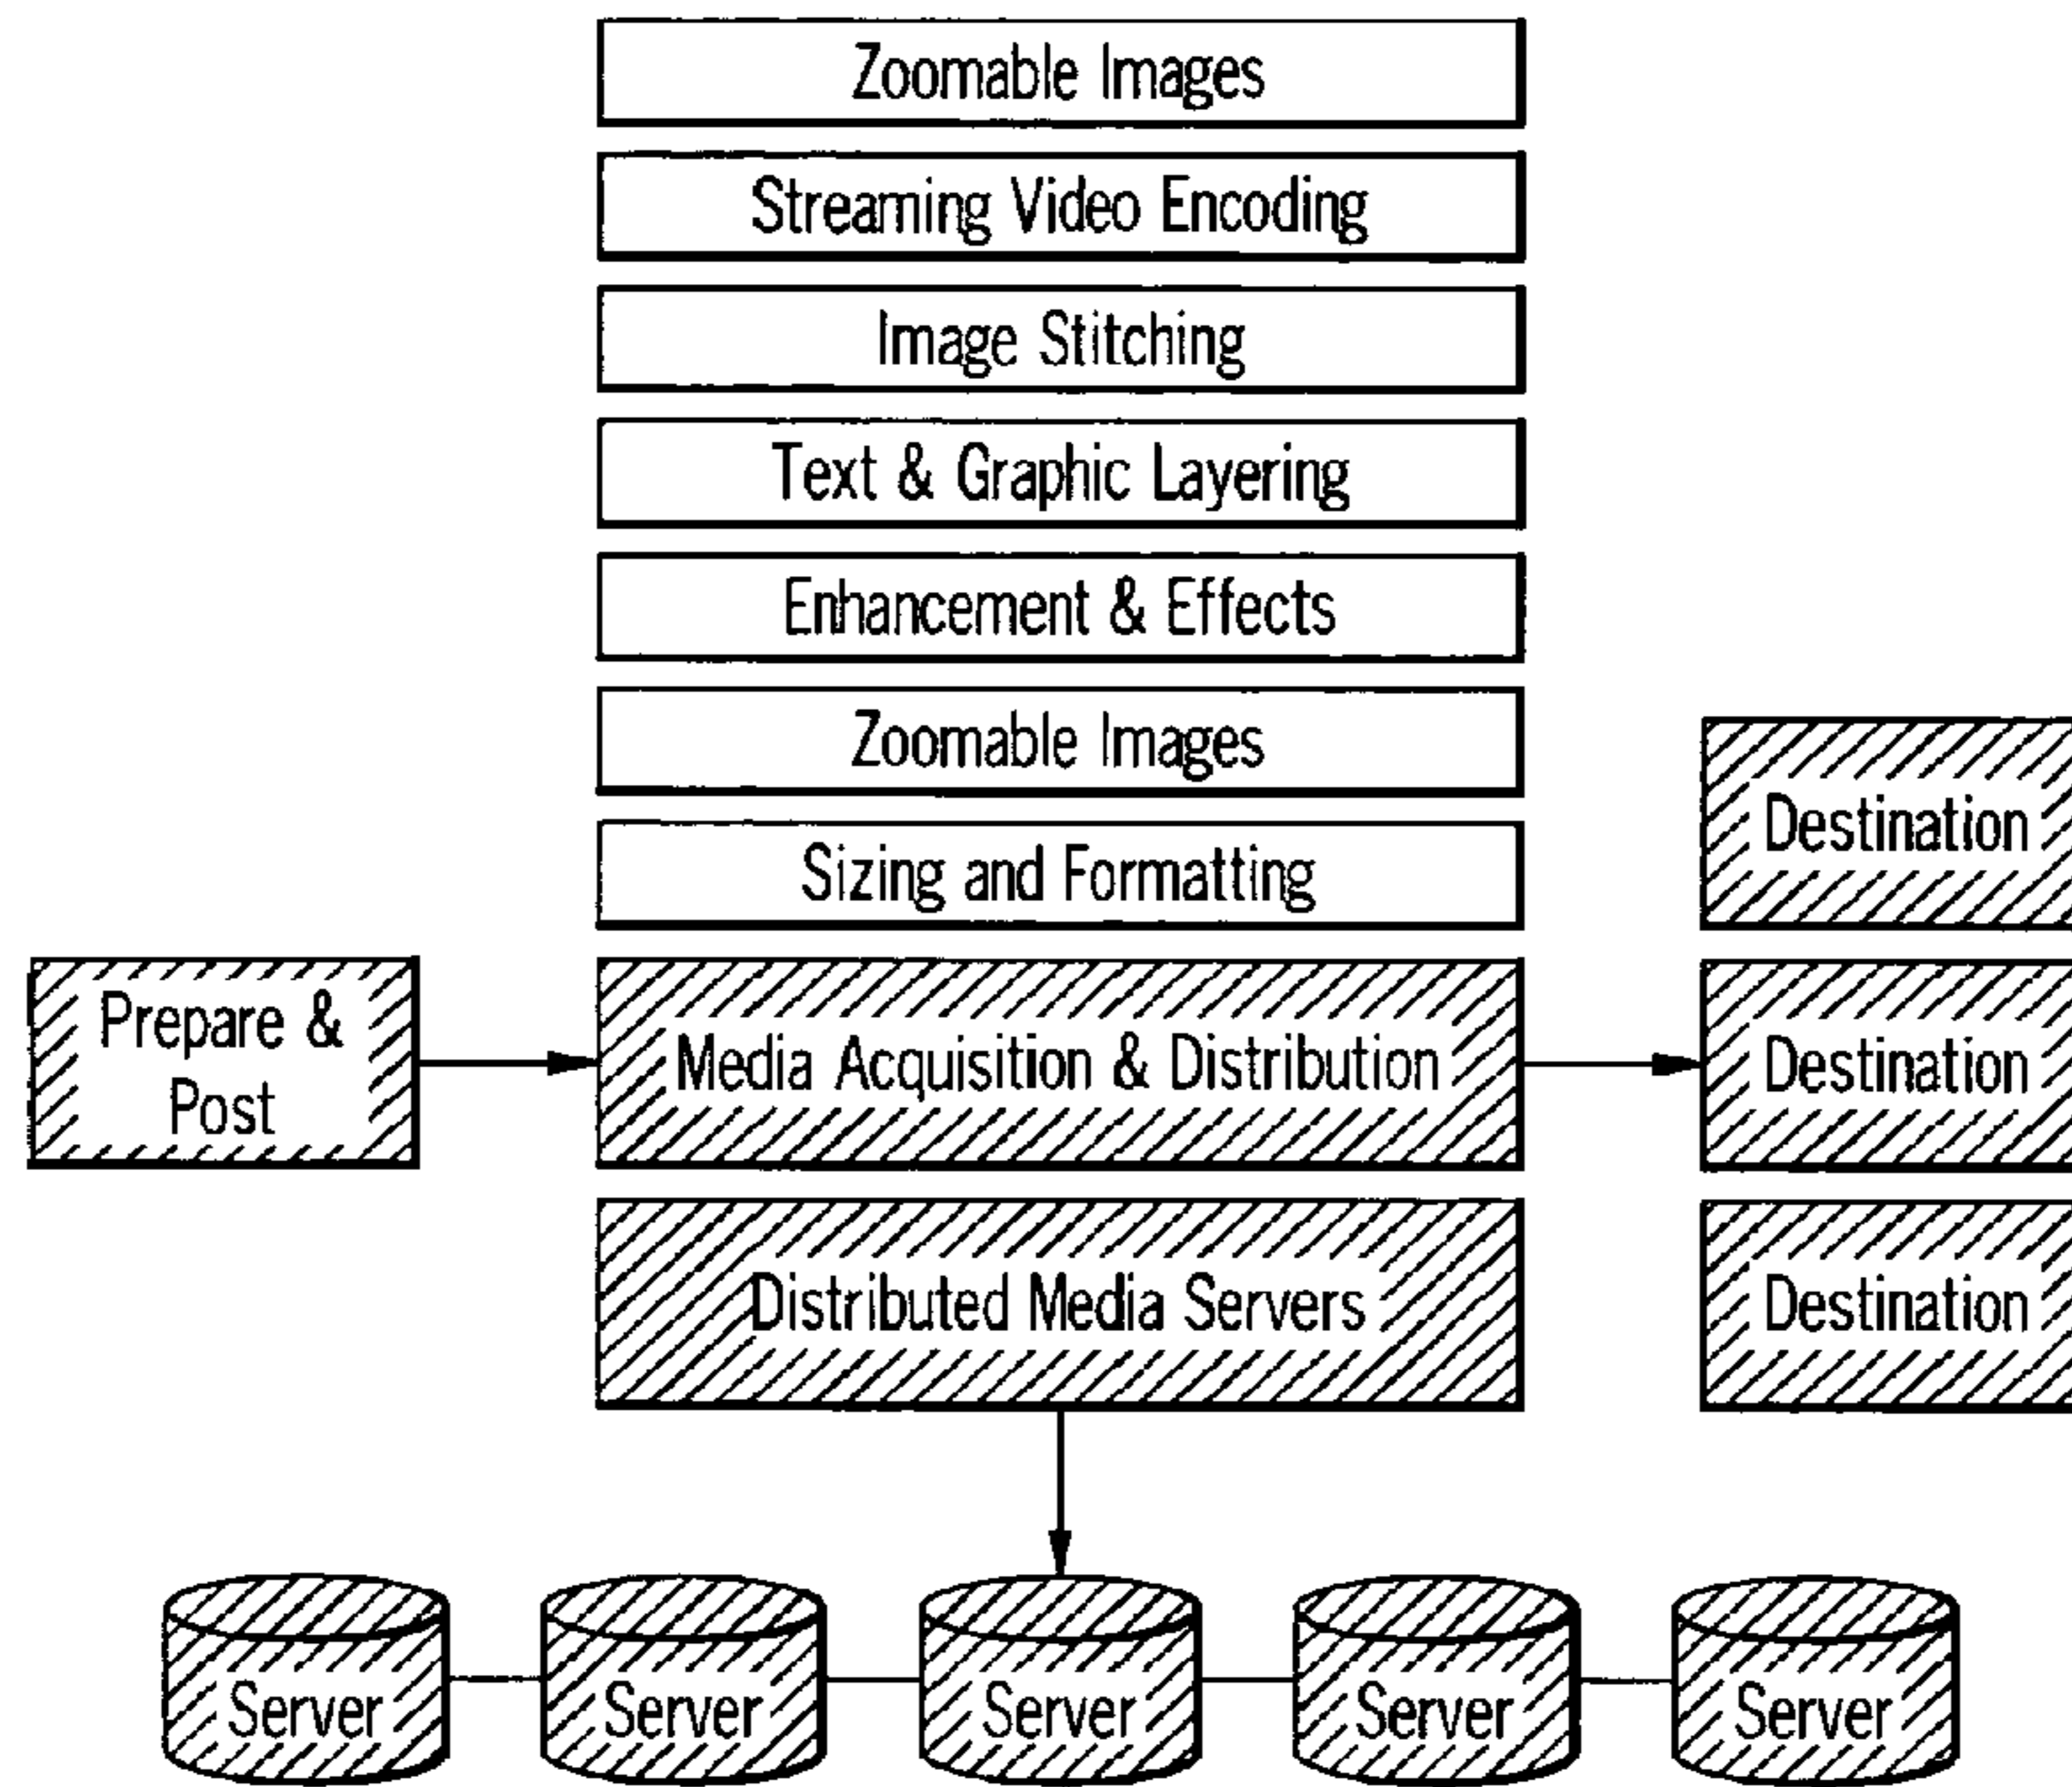 Zoomable Images
Streaming Video Encoding
Image Stitching
Text & Graphic Layering
Enhancement & Effects
Zoomable Images
Sizing and Formatting
Destination
Prepare &
Post
Media Acquisition & Distribution
Destination
Distributed Media Servers
Destination
Server
Server
Server
Server
Server